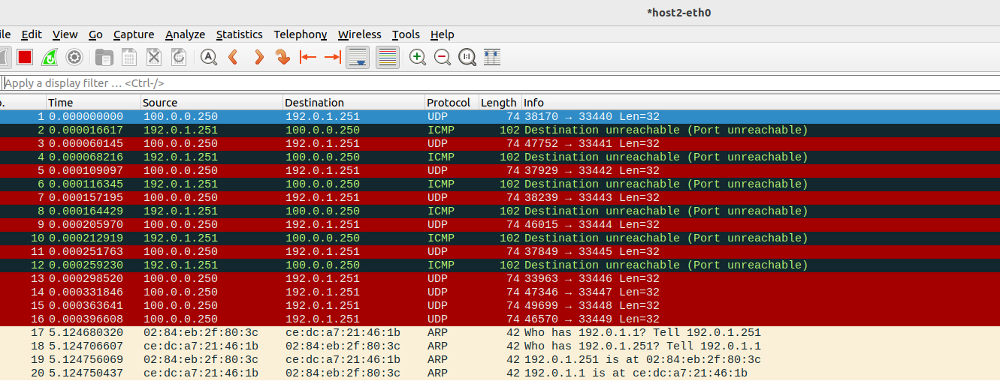 *host2-eth0
ile Edit View Go Capture Analyze Statistics Telephony Wireless Tools Help
Apply a display filter … <Ctrl-/>
o. Time Source Destination Protocol Length Info
1 0.000000000 100.0.0.250 192.0.1.251 UDP 74 38170 → 33440 Len=32
2 0.000016617 192.0.1.251 100.0.0.250 ICMP 102 Destination unreachable (Port unreachable)
3 0.000060145 100.0.0.250 192.0.1.251 UDP 74 47752 → 33441 Len=32
4 0.000068216 192.0.1.251 100.0.0.250 ICMP 102 Destination unreachable (Port unreachable)
5 0.000109097 100.0.0.250 192.0.1.251 UDP 74 37929 → 33442 Len=32
6 0.000116345 192.0.1.251 100.0.0.250 ICMP 102 Destination unreachable (Port unreachable)
7 0.000157195 100.0.0.250 192.0.1.251 UDP 74 38239 → 33443 Len=32
8 0.000164429 192.0.1.251 100.0.0.250 ICMP 102 Destination unreachable (Port unreachable)
9 0.000205970 100.0.0.250 192.0.1.251 UDP 74 46015 → 33444 Len=32
10 0.000212919 192.0.1.251 100.0.0.250 ICMP 102 Destination unreachable (Port unreachable)
11 0.000251763 100.0.0.250 192.0.1.251 UDP 74 37849 → 33445 Len=32
12 0.000259230 192.0.1.251 100.0.0.250 ICMP 102 Destination unreachable (Port unreachable)
13 0.000298520 100.0.0.250 192.0.1.251 UDP 74 33963 → 33446 Len=32
14 0.000331846 100.0.0.250 192.0.1.251 UDP 74 47346 → 33447 Len=32
15 0.000363641 100.0.0.250 192.0.1.251 UDP 74 49699 → 33448 Len=32
16 0.000396608 100.0.0.250 192.0.1.251 UDP 74 46570 → 33449 Len=32
17 5.124680320 02:84:eb:2f:80:3c ce:dc:a7:21:46:1b ARP 42 Who has 192.0.1.1? Tell 192.0.1.251
18 5.124706607 ce:dc:a7:21:46:1b 02:84:eb:2f:80:3c ARP 42 Who has 192.0.1.251? Tell 192.0.1.1
19 5.124756069 02:84:eb:2f:80:3c ce:dc:a7:21:46:1b ARP 42 192.0.1.251 is at 02:84:eb:2f:80:3c
20 5.124750437 ce:dc:a7:21:46:1b 02:84:eb:2f:80:3c ARP 42 192.0.1.1 is at ce:dc:a7:21:46:1b